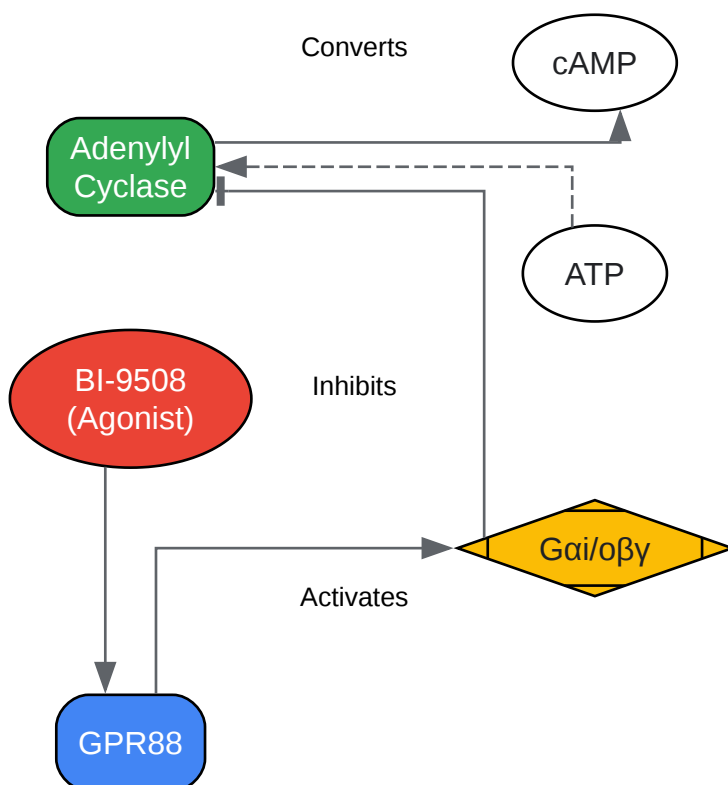 Converts
cAMP
Adenylyl
Cyclase
ATP
BI-9508
(Agonist)
Inhibits
Gαi/oβγ
Activates
GPR88